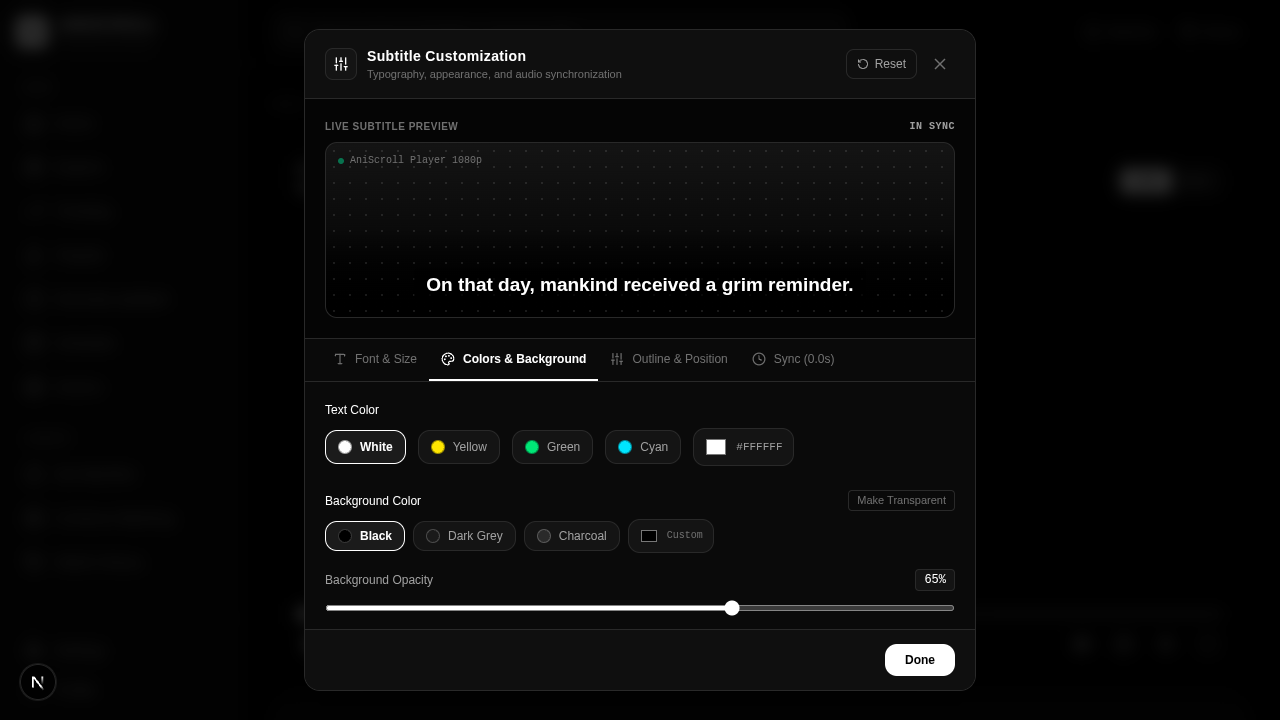 Subtitle Customization
Typography, appearance, and audio synchronization
Reset
LIVE SUBTITLE PREVIEW
IN SYNC
AniScroll Player 1080p
On that day, mankind received a grim reminder.
Font & Size
Colors & Background
Outline & Position
Sync (0.0s)
Text Color
White
Yellow
Green
Cyan
#FFFFFF
Background Color
Make Transparent
Black
Dark Grey
Charcoal
Custom
Background Opacity
65%
Done
N